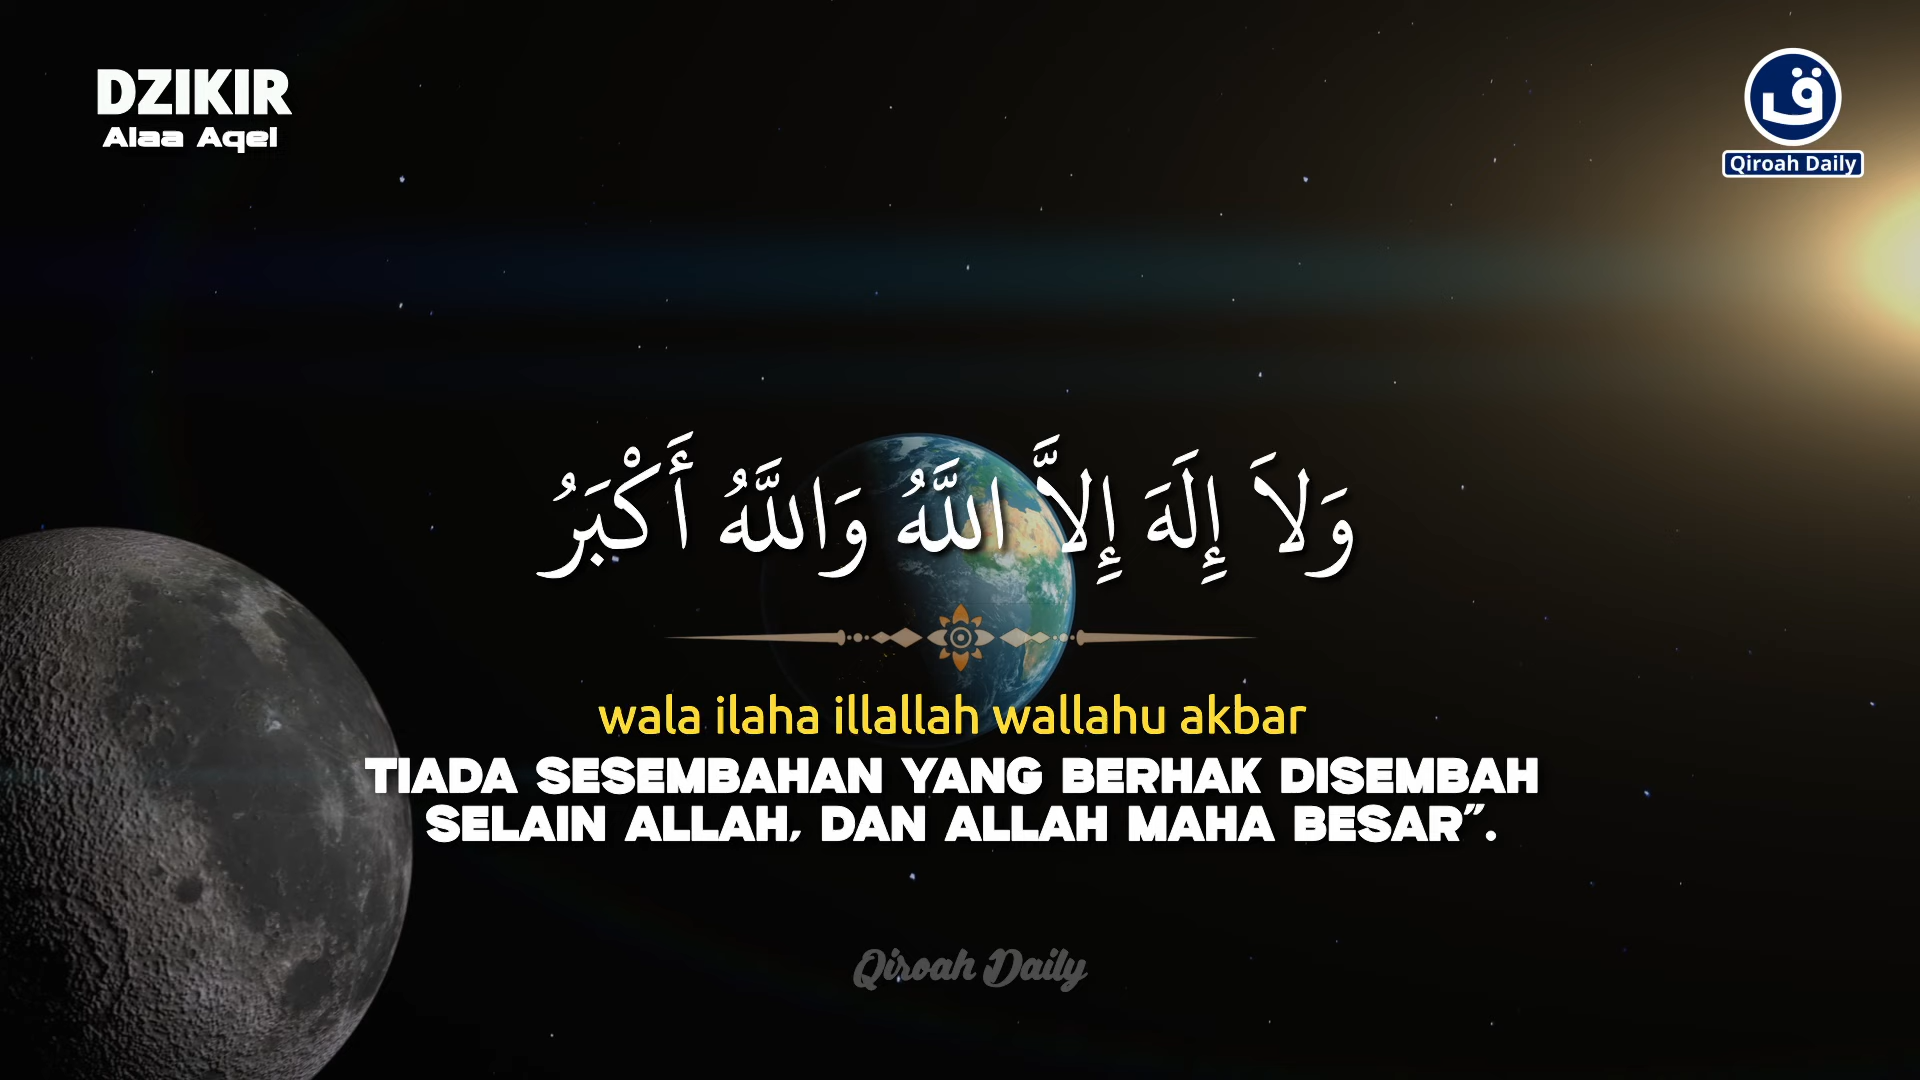 DZIKIR
Alaa Aqel
ق
Qiroah Daily
وَلاَ إِلَهَ إِلاَّ اللَّهُ وَاللَّهُ أَكْبَرُ
wala ilaha illallah wallahu akbar
TIADA SESEMBAHAN YANG BERHAK DISEMBAH
SELAIN ALLAH, DAN ALLAH MAHA BESAR”.
Qiroah Daily